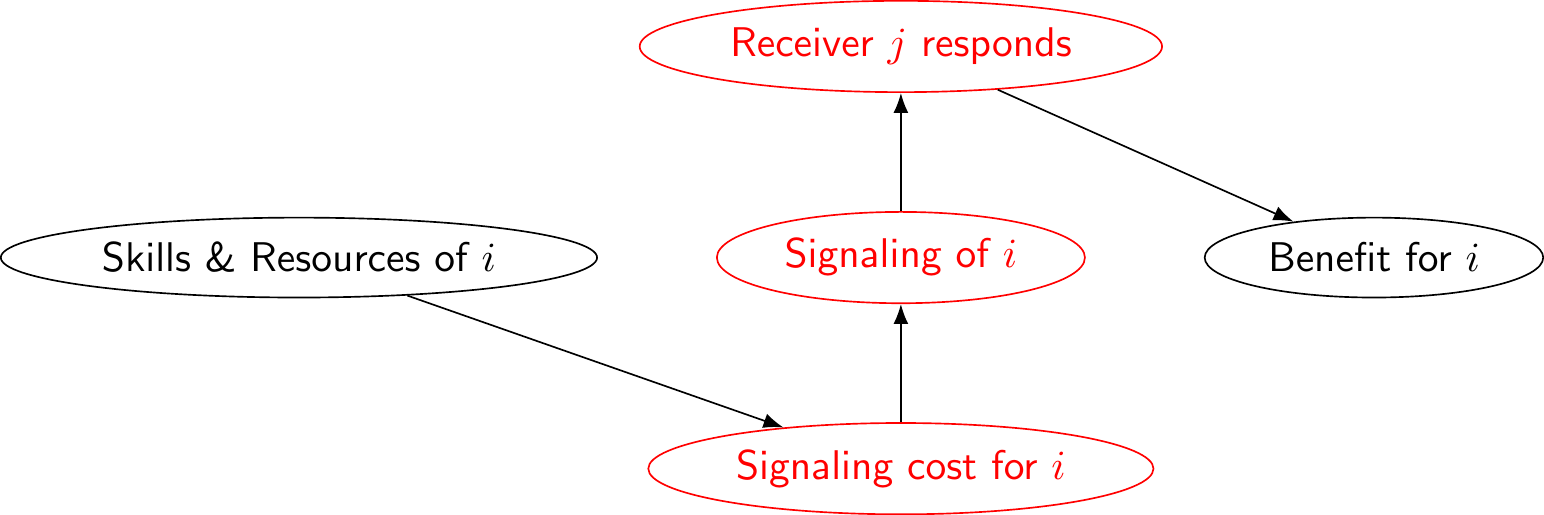 Receiver j responds
Skills & Resources of i
Signaling of i
Benefit for i
Signaling cost for i